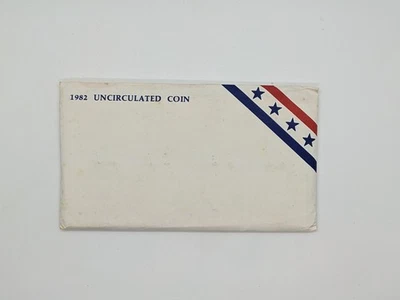 1982 UNCIRCULATED COIN